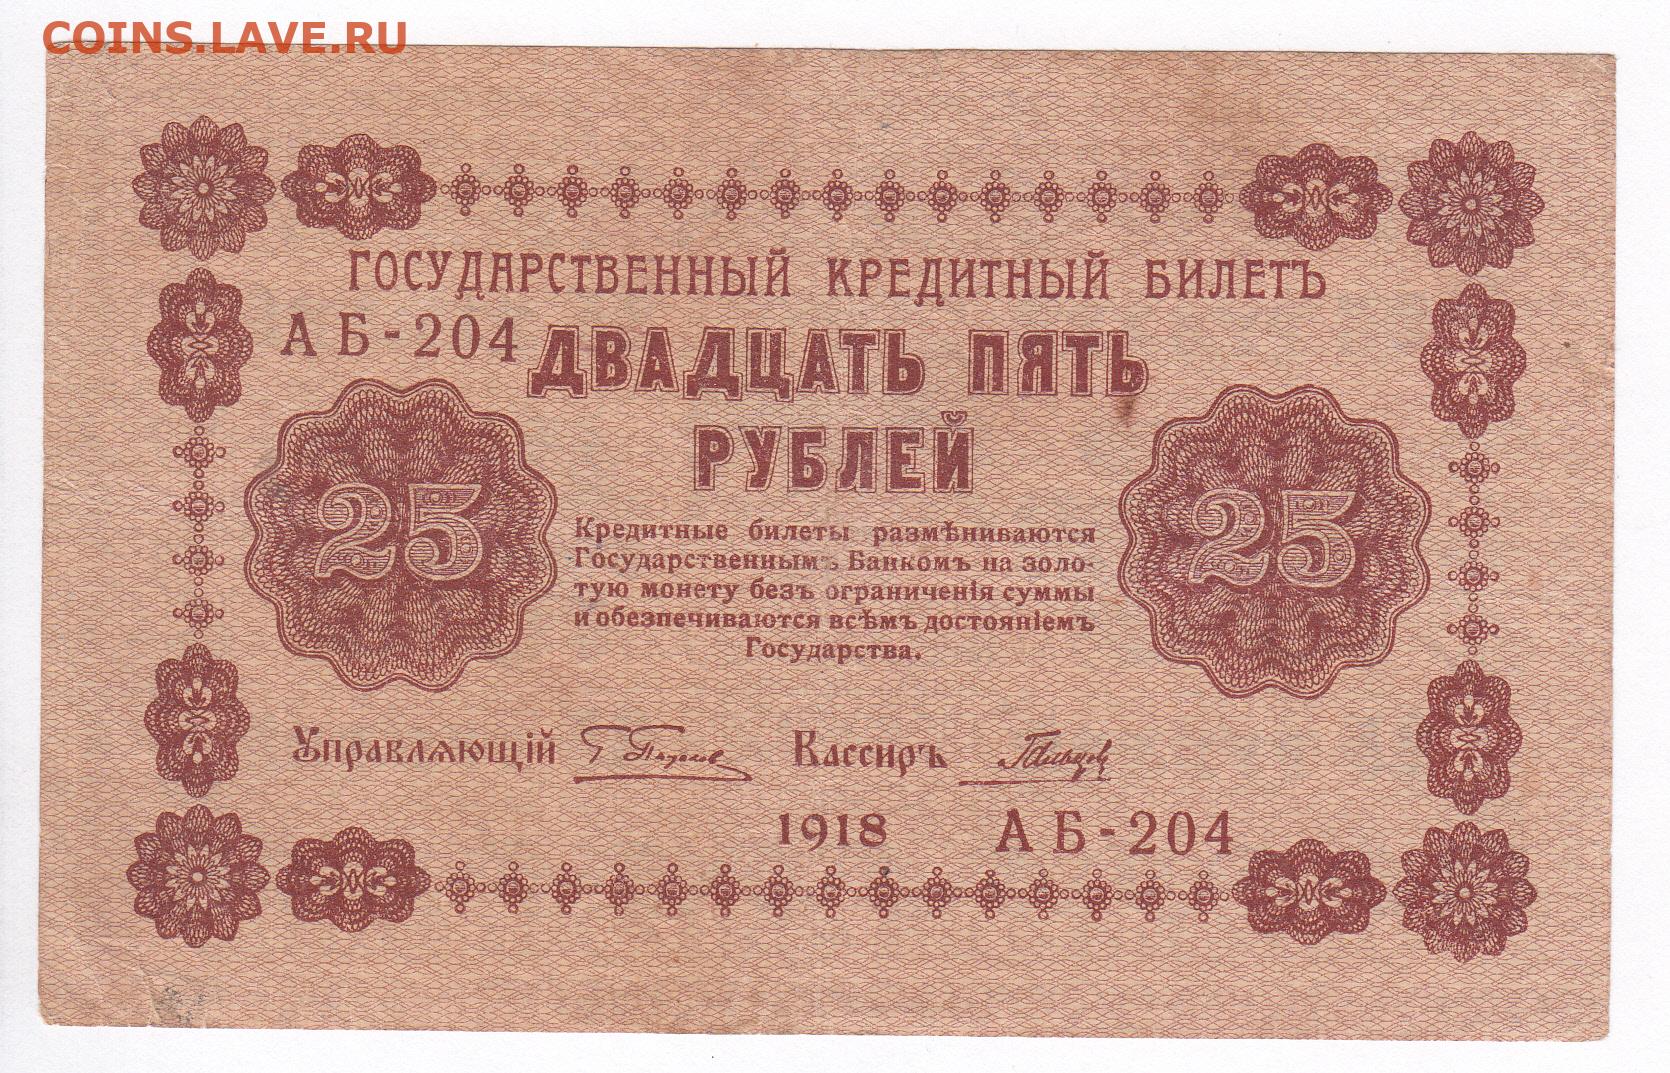 COINS.LAVE.RU
ГОСУДАРСТВЕННЫЙ КРЕДИТНЫЙ БИЛЕТЪ
АБ-204
ДВАДЦАТЬ ПЯТЬ
РУБЛЕЙ
25
25
Кредитные билеты размѣниваются
Государственнымъ Банкомъ на золо-
тую монету безъ ограниченія суммы
и обезпечиваются всѣмъ достояніемъ
Государства.
Управляющій
Кассиръ
1918
АБ-204